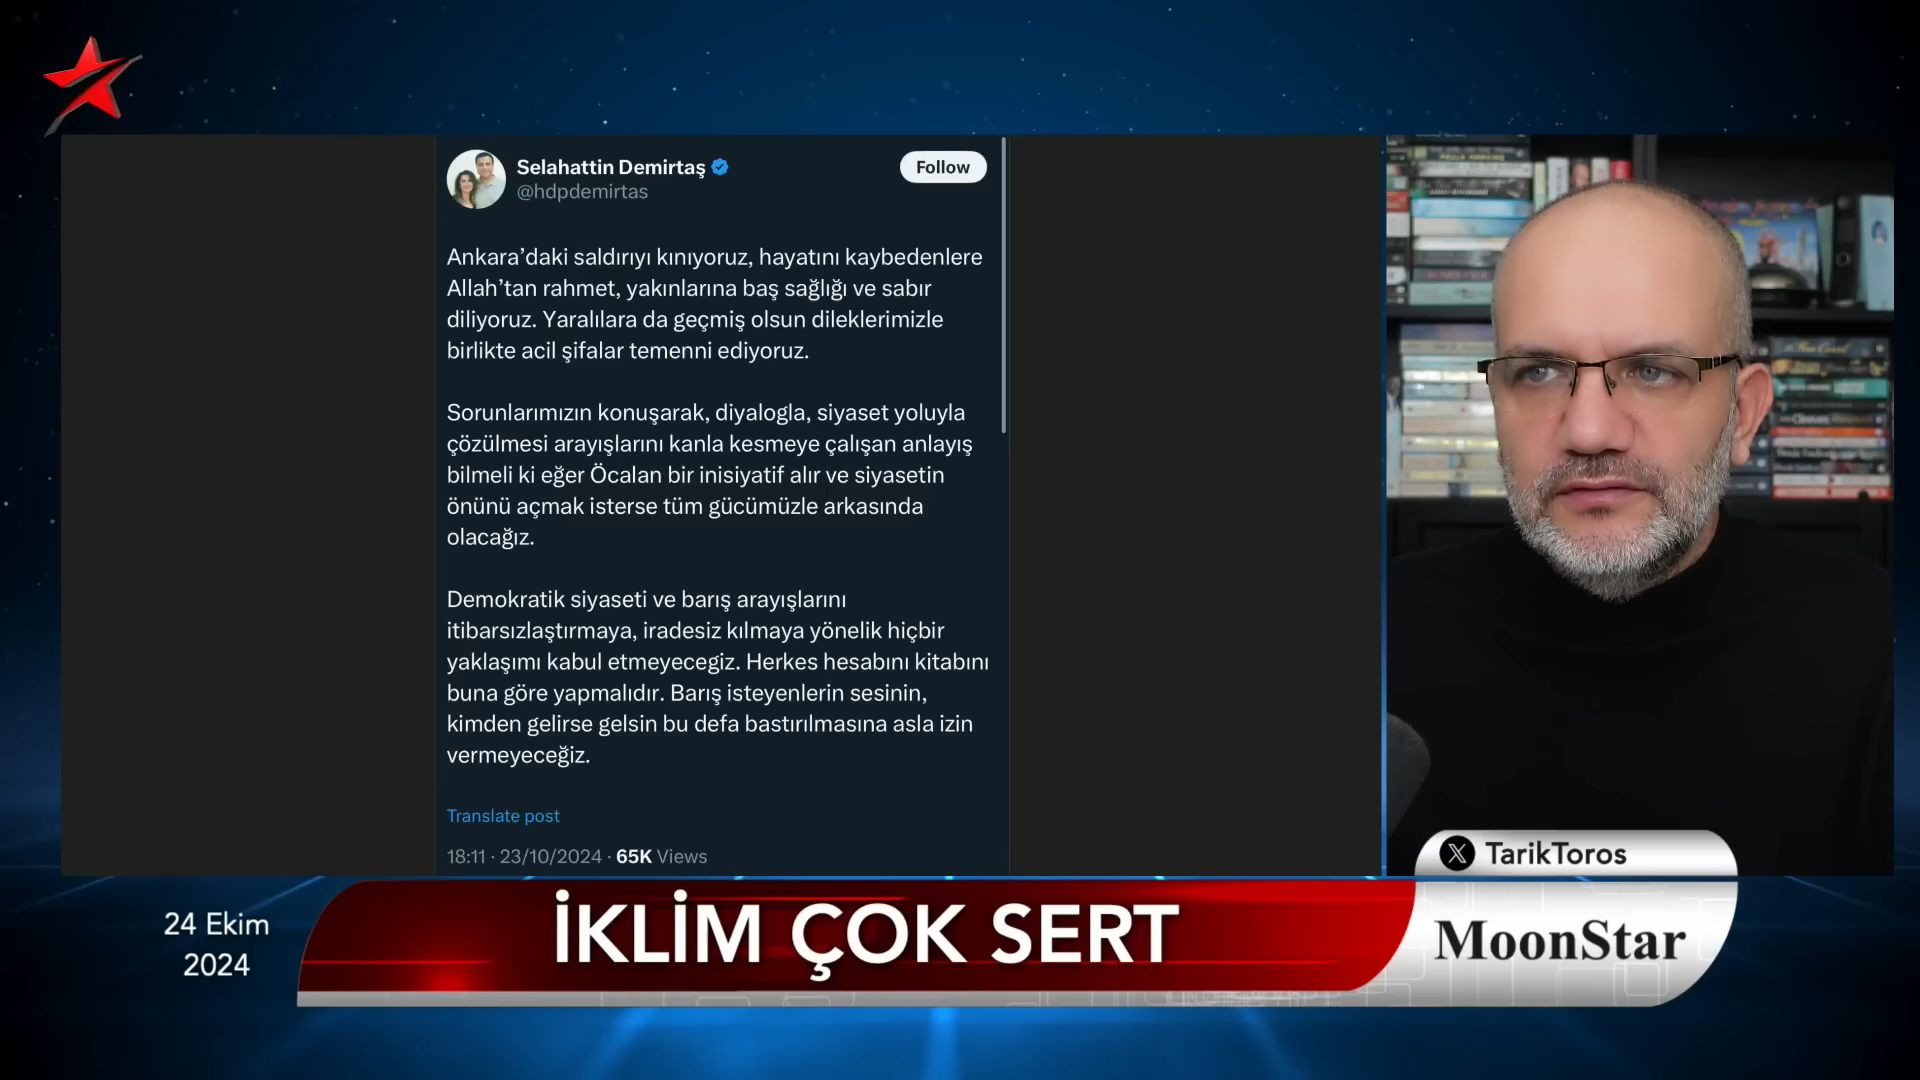 Selahattin Demirtaş
@hdpdemirtas
Follow
Ankara’daki saldırıyı kınıyoruz, hayatını kaybedenlere
Allah’tan rahmet, yakınlarına baş sağlığı ve sabır
diliyoruz. Yaralılara da geçmiş olsun dileklerimizle
birlikte acil şifalar temenni ediyoruz.
Sorunlarımızın konuşarak, diyalogla, siyaset yoluyla
çözülmesi arayışlarını kanla kesmeye çalışan anlayış
bilmeli ki eğer Öcalan bir inisiyatif alır ve siyasetin
önünü açmak isterse tüm gücümüzle arkasında
olacağız.
Demokratik siyaseti ve barış arayışlarını
itibarsızlaştırmaya, iradesiz kılmaya yönelik hiçbir
yaklaşımı kabul etmeyecegiz. Herkes hesabını kitabını
buna göre yapmalıdır. Barış isteyenlerin sesinin,
kimden gelirse gelsin bu defa bastırılmasına asla izin
vermeyeceğiz.
Translate post
18:11 · 23/10/2024 · 65K Views
X TarikToros
24 Ekim
2024
İKLİM ÇOK SERT
MoonStar